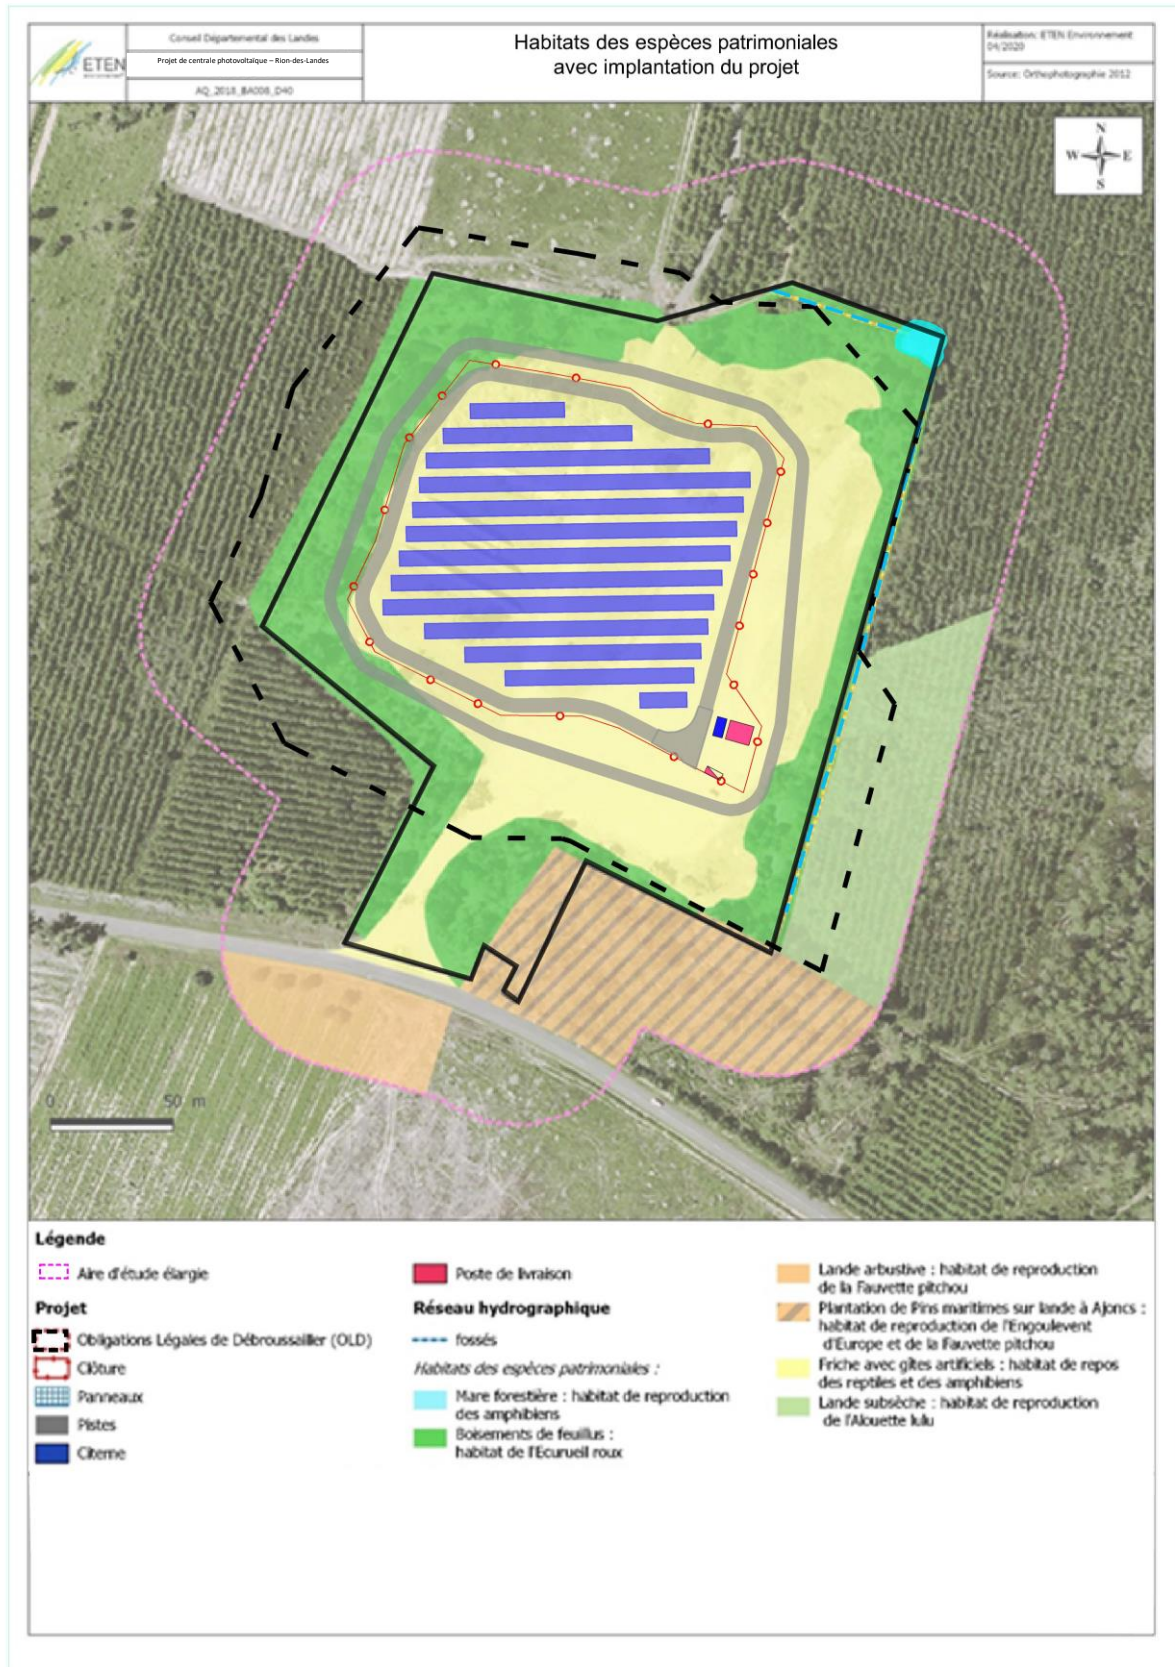 ETEN
environnement
Conseil Départemental des Landes
Projet de centrale photovoltaïque – Rion-des-Landes
AQ_2018_BA008_D40
Habitats des espèces patrimoniales
avec implantation du projet
Réalisation: ETEN Environnement
04/2020
Source: Orthophotographie 2012
N
W E
S
0 50 m
Légende
Aire d'étude élargie
Projet
Obligations Légales de Débroussailler (OLD)
Clôture
Panneaux
Pistes
Citerne
Poste de livraison
Réseau hydrographique
fossés
Habitats des espèces patrimoniales :
Mare forestière : habitat de reproduction
des amphibiens
Boisements de feuillus :
habitat de l'Ecurueil roux
Lande arbustive : habitat de reproduction
de la Fauvette pitchou
Plantation de Pins maritimes sur lande à Ajoncs :
habitat de reproduction de l'Engoulevent
d'Europe et de la Fauvette pitchou
Friche avec gîtes artificiels : habitat de repos
des reptiles et des amphibiens
Lande subsèche : habitat de reproduction
de l'Alouette lulu